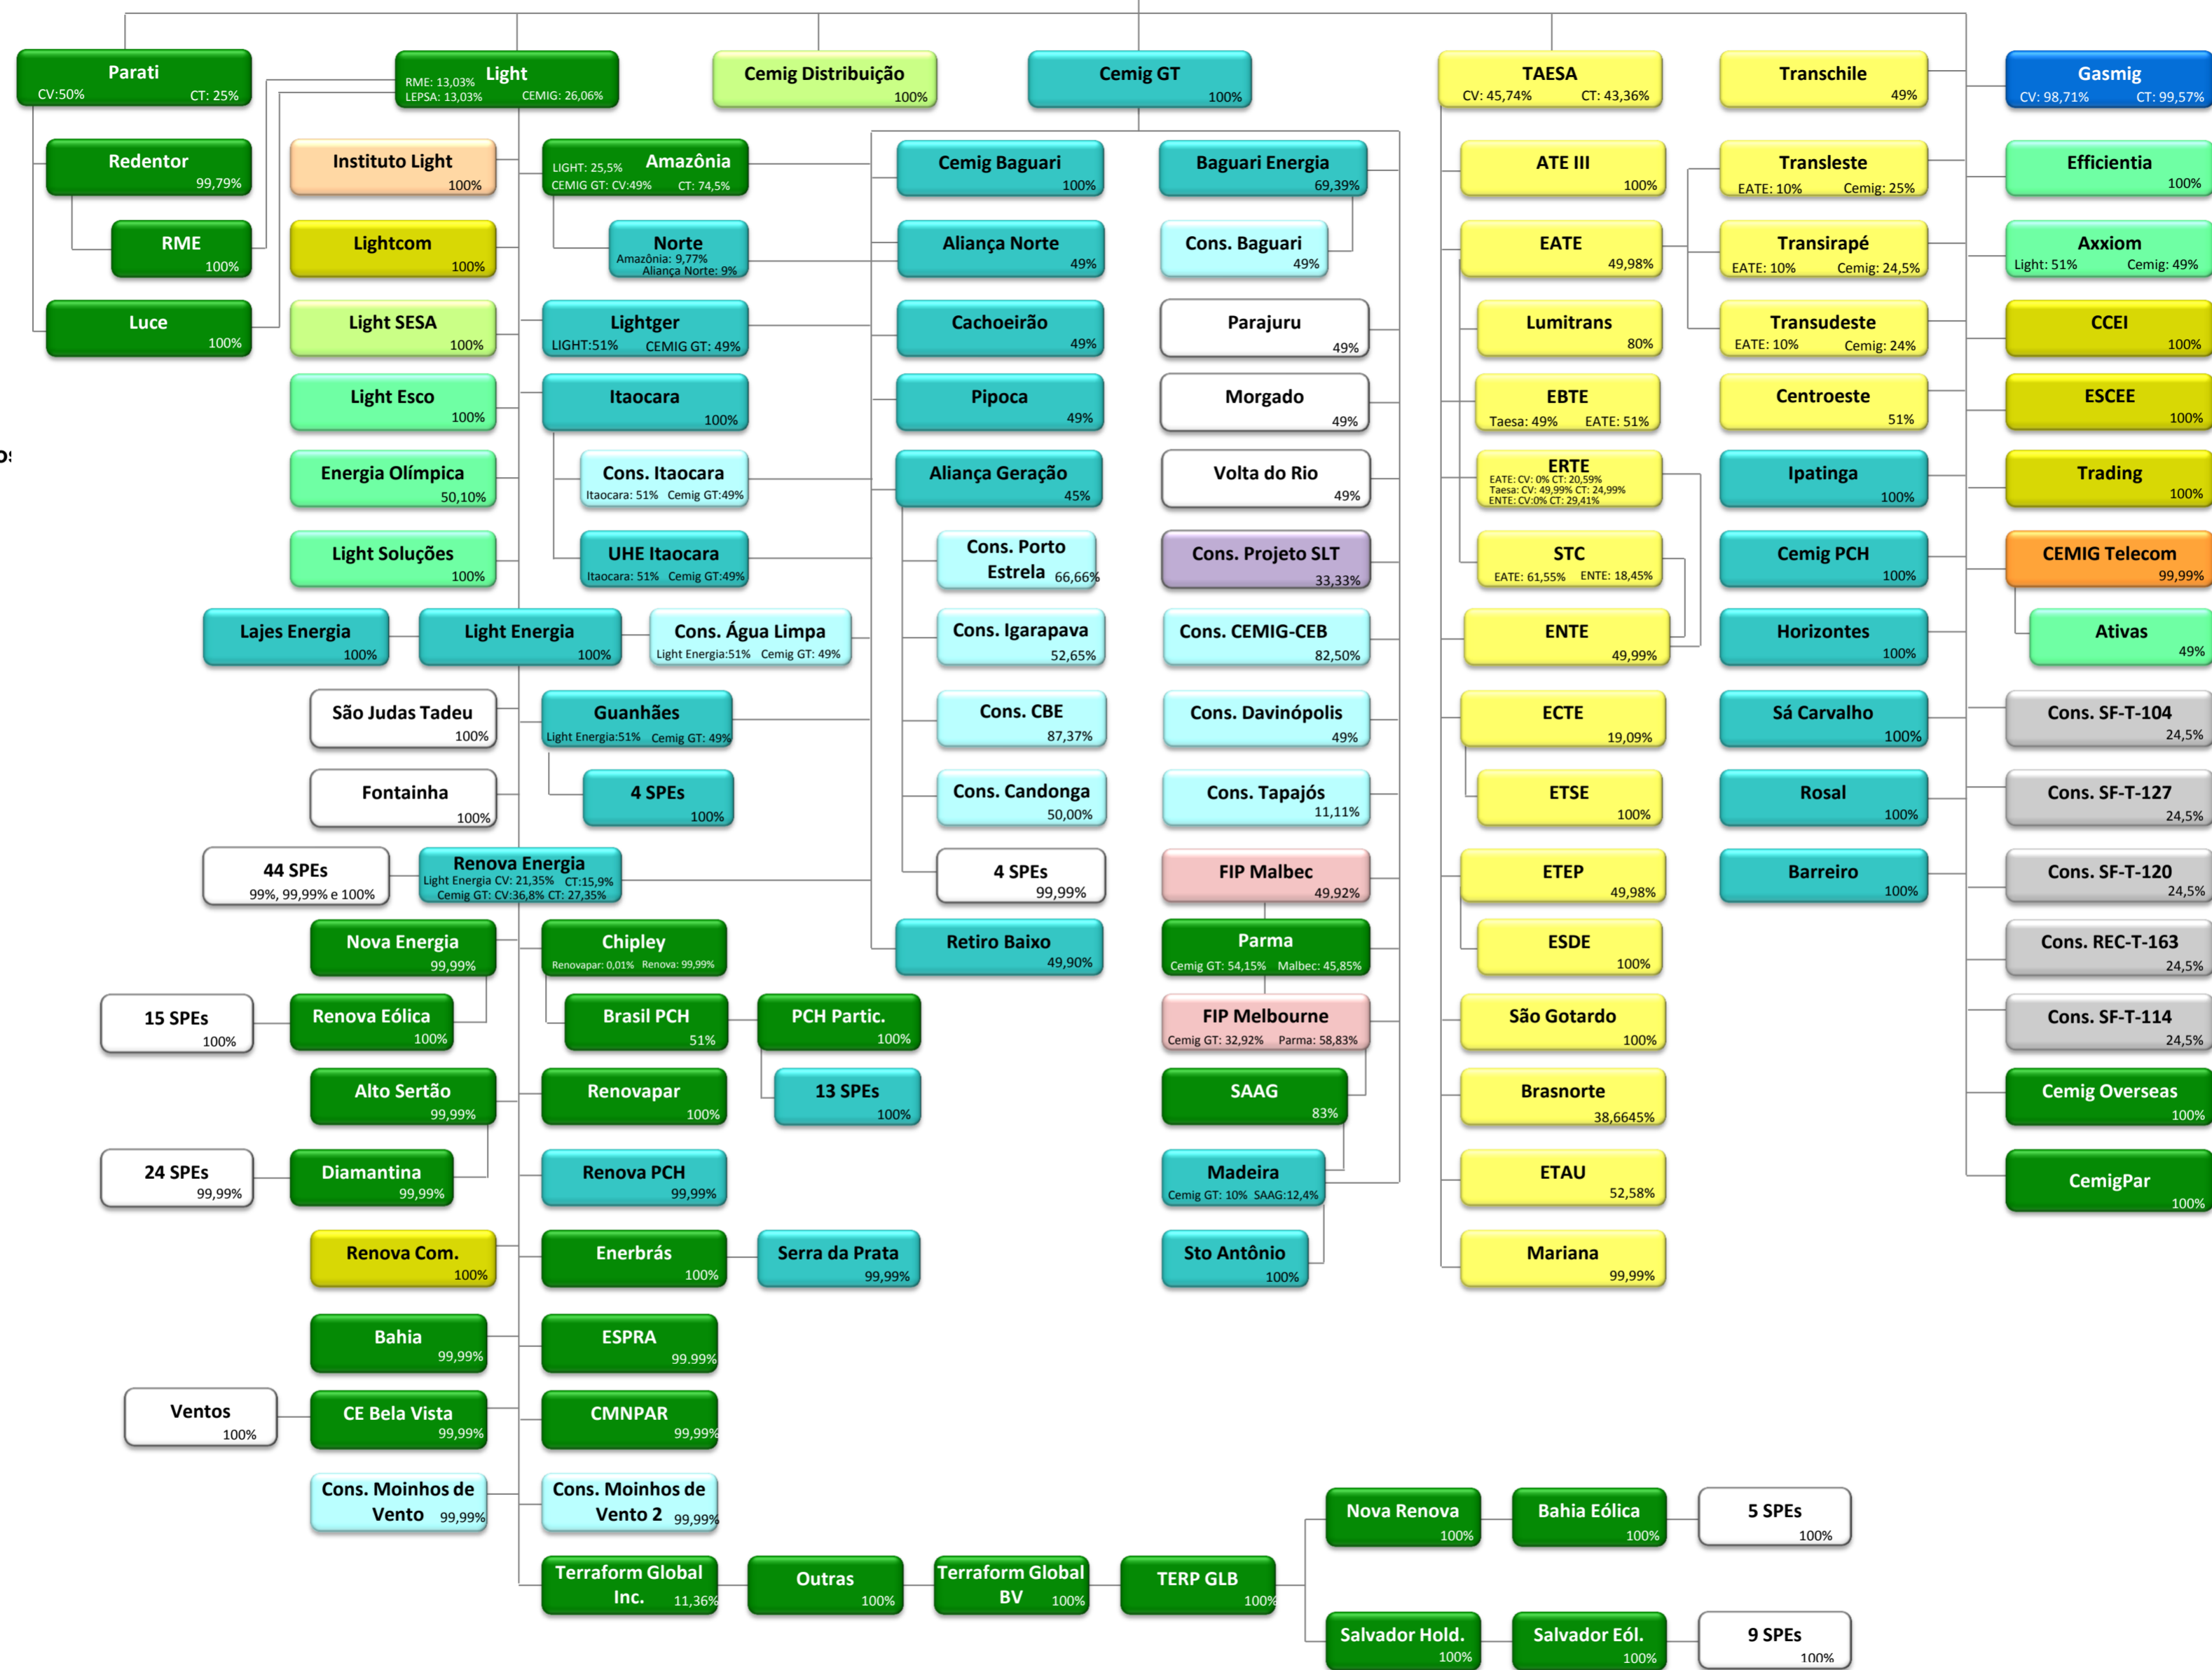 Parati
CV:50% CT: 25%
Light
RME: 13,03%
LEPSA: 13,03% CEMIG: 26,06%
Cemig Distribuição
100%
Cemig GT
100%
TAESA
CV: 45,74% CT: 43,36%
Transchile
49%
Gasmig
CV: 98,71% CT: 99,57%
Redentor
99,79%
Instituto Light
100%
Amazônia
LIGHT: 25,5%
CEMIG GT: CV:49% CT: 74,5%
Cemig Baguari
100%
Baguari Energia
69,39%
ATE III
100%
Transleste
EATE: 10% Cemig: 25%
Efficientia
100%
RME
100%
Lightcom
100%
Norte
Amazônia: 9,77%
Aliança Norte: 9%
Aliança Norte
49%
Cons. Baguari
49%
EATE
49,98%
Transirapé
EATE: 10% Cemig: 24,5%
Axxiom
Light: 51% Cemig: 49%
Luce
100%
Light SESA
100%
Lightger
LIGHT:51% CEMIG GT: 49%
Cachoeirão
49%
Parajuru
49%
Lumitrans
80%
Transudeste
EATE: 10% Cemig: 24%
CCEI
100%
Light Esco
100%
Itaocara
100%
Pipoca
49%
Morgado
49%
EBTE
Taesa: 49% EATE: 51%
Centroeste
51%
ESCEE
100%
Energia Olímpica
50,10%
Cons. Itaocara
Itaocara: 51% Cemig GT:49%
Aliança Geração
45%
Volta do Rio
49%
ERTE
EATE: CV: 0% CT: 20,59%
Taesa: CV: 49,99% CT: 24,99%
ENTE: CV:0% CT: 29,41%
Ipatinga
100%
Trading
100%
Light Soluções
100%
UHE Itaocara
Itaocara: 51% Cemig GT:49%
Cons. Porto
Estrela 66,66%
Cons. Projeto SLT
33,33%
STC
EATE: 61,55% ENTE: 18,45%
Cemig PCH
100%
CEMIG Telecom
99,99%
Lajes Energia
100%
Light Energia
100%
Cons. Água Limpa
Light Energia:51% Cemig GT: 49%
Cons. Igarapava
52,65%
Cons. CEMIG-CEB
82,50%
ENTE
49,99%
Horizontes
100%
Ativas
49%
São Judas Tadeu
100%
Guanhães
Light Energia:51% Cemig GT: 49%
Cons. CBE
87,37%
Cons. Davinópolis
49%
ECTE
19,09%
Sá Carvalho
100%
Cons. SF-T-104
24,5%
Fontainha
100%
4 SPEs
100%
Cons. Candonga
50,00%
Cons. Tapajós
11,11%
ETSE
100%
Rosal
100%
Cons. SF-T-127
24,5%
44 SPEs
99%, 99,99% e 100%
Renova Energia
Light Energia CV: 21,35% CT:15,9%
Cemig GT: CV:36,8% CT: 27,35%
4 SPEs
99,99%
FIP Malbec
49,92%
ETEP
49,98%
Barreiro
100%
Cons. SF-T-120
24,5%
Nova Energia
99,99%
Chipley
Renovapar: 0,01% Renova: 99,99%
Retiro Baixo
49,90%
Parma
Cemig GT: 54,15% Malbec: 45,85%
ESDE
100%
Cons. REC-T-163
24,5%
15 SPEs
100%
Renova Eólica
100%
Brasil PCH
51%
PCH Partic.
100%
FIP Melbourne
Cemig GT: 32,92% Parma: 58,83%
São Gotardo
100%
Cons. SF-T-114
24,5%
Alto Sertão
99,99%
Renovapar
100%
13 SPEs
100%
SAAG
83%
Brasnorte
38,6645%
Cemig Overseas
100%
24 SPEs
99,99%
Diamantina
99,99%
Renova PCH
99,99%
Madeira
Cemig GT: 10% SAAG:12,4%
ETAU
52,58%
CemigPar
100%
Renova Com.
100%
Enerbrás
100%
Serra da Prata
99,99%
Sto Antônio
100%
Mariana
99,99%
Bahia
99,99%
ESPRA
99.99%
Ventos
100%
CE Bela Vista
99,99%
CMNPAR
99,99%
Cons. Moinhos de
Vento 99,99%
Cons. Moinhos de
Vento 2 99,99%
Nova Renova
100%
Bahia Eólica
100%
5 SPEs
100%
Terraform Global
Inc. 11,36%
Outras
100%
Terraform Global
BV 100%
TERP GLB
100%
Salvador Hold.
100%
Salvador Eól.
100%
9 SPEs
100%